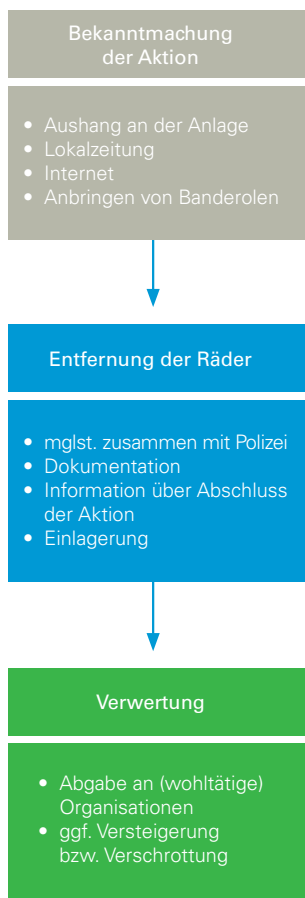 Bekanntmachung
der Aktion
• Aushang an der Anlage
• Lokalzeitung
• Internet
• Anbringen von Banderolen
Entfernung der Räder
• mglst. zusammen mit Polizei
• Dokumentation
• Information über Abschluss
der Aktion
• Einlagerung
Verwertung
• Abgabe an (wohltätige)
Organisationen
• ggf. Versteigerung
bzw. Verschrottung